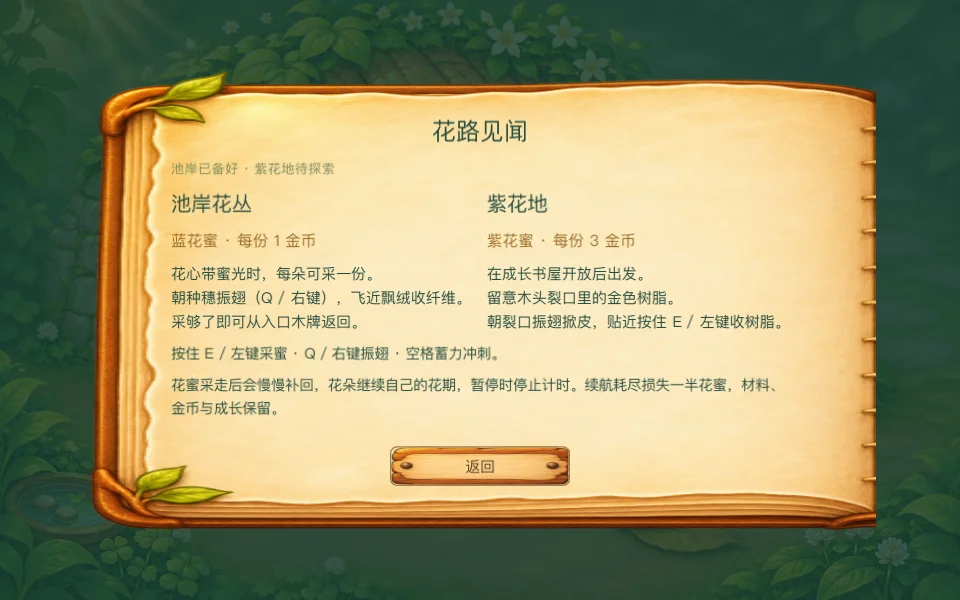 花路见闻
池岸已备好 · 紫花地待探索
池岸花丛
蓝花蜜 · 每份 1 金币
花心带蜜光时，每朵可采一份。
朝种穗振翅（Q / 右键），飞近飘绒收纤维。
采够了即可从入口木牌返回。
紫花地
紫花蜜 · 每份 3 金币
在成长书屋开放后出发。
留意木头裂口里的金色树脂。
朝裂口振翅掀皮，贴近按住 E / 左键收树脂。
按住 E / 左键采蜜 · Q / 右键振翅 · 空格蓄力冲刺。
花蜜采走后会慢慢补回，花朵继续自己的花期，暂停时停止计时。续航耗尽损失一半花蜜，材料、
金币与成长保留。
返回